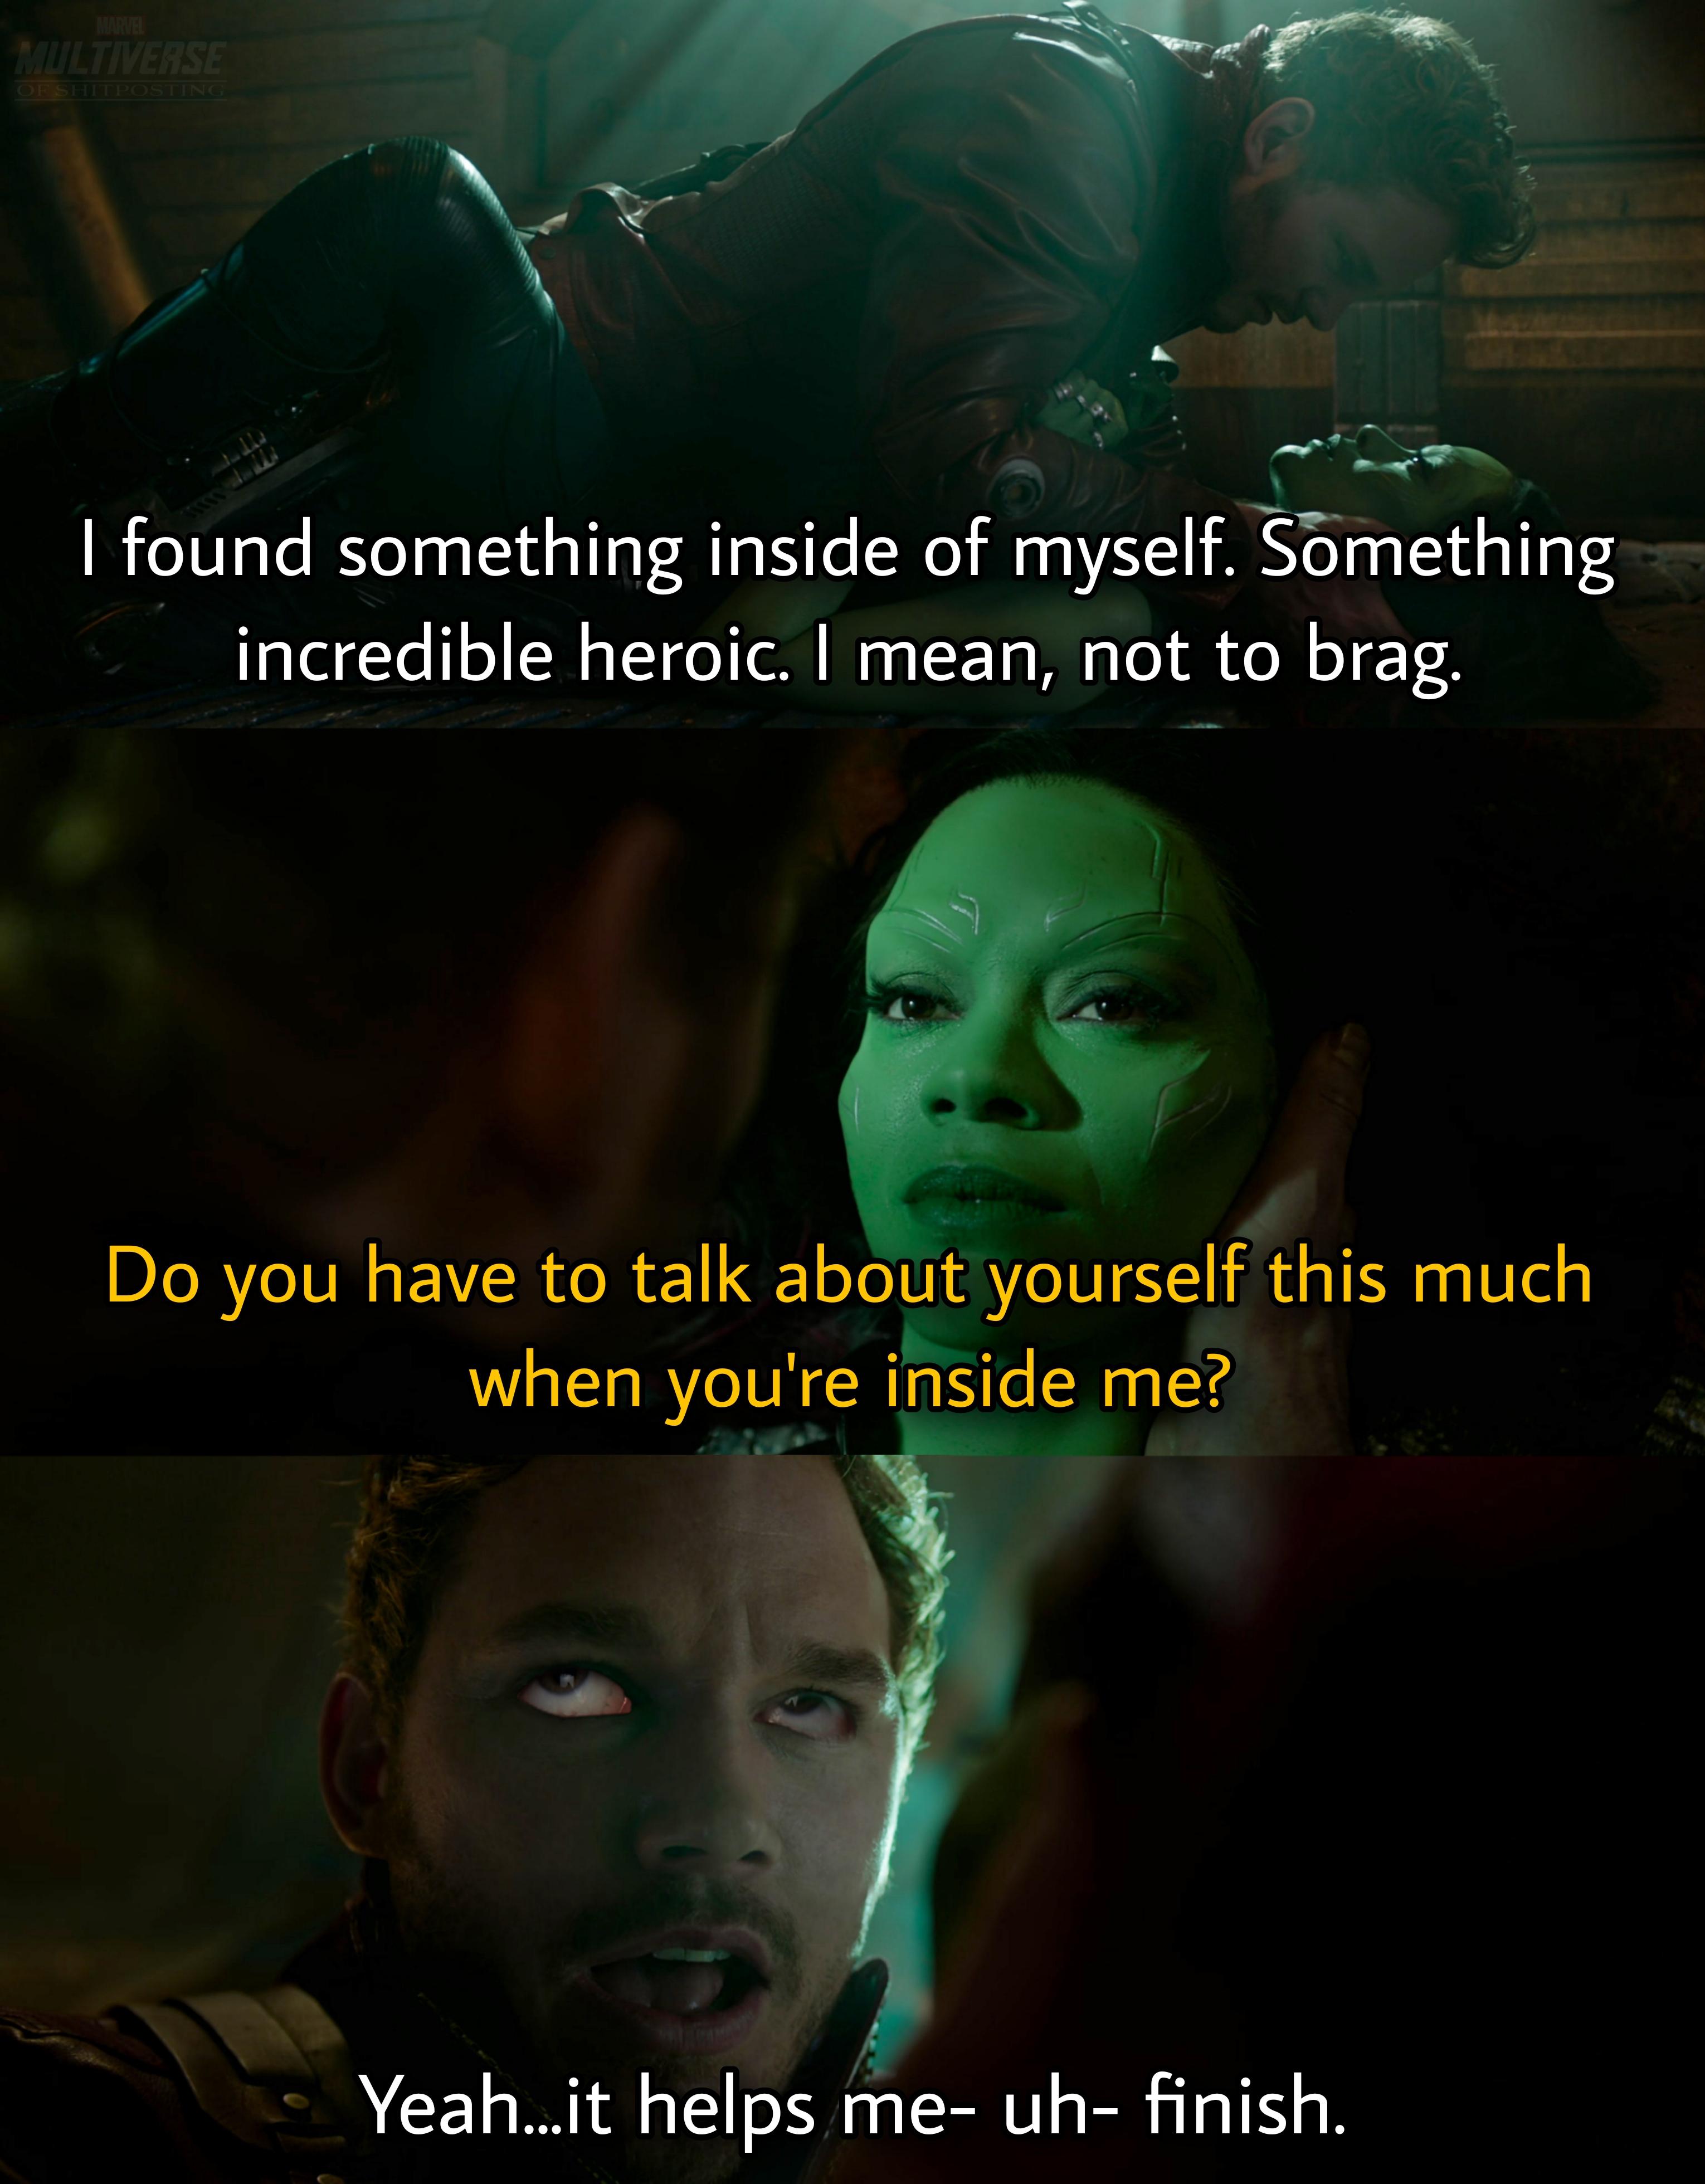 MARVEL
MULTIVERSE
OF SHITPOSTING
I found something inside of myself. Something
incredible heroic. I mean, not to brag.
Do you have to talk about yourself this much
when you're inside me?
Yeah...it helps me- uh- finish.